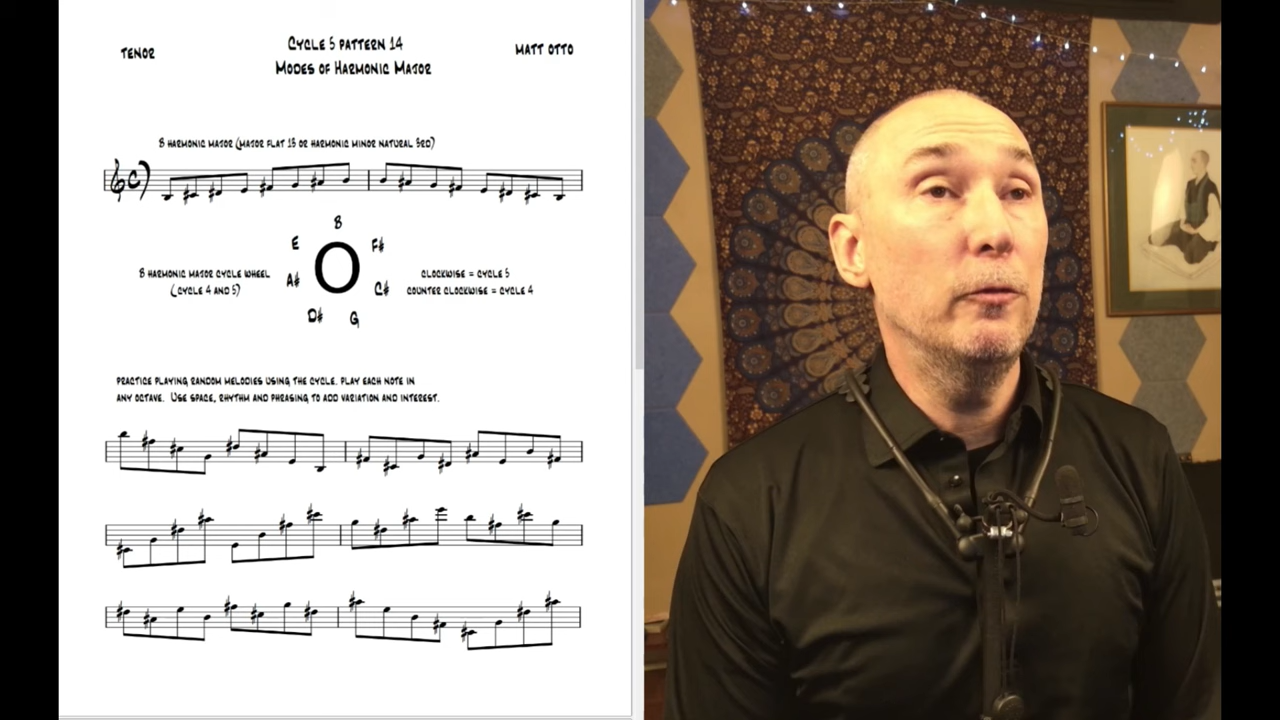 TENOR
CYCLE 5 PATTERN 14
MATT OTTO
MODES OF HARMONIC MAJOR
B HARMONIC MAJOR (MAJOR FLAT 13 OR HARMONIC MINOR NATURAL 3RD)
B
E
F#
B HARMONIC MAJOR CYCLE WHEEL
(CYCLE 4 AND 5)
A#
O
C#
CLOCKWISE = CYCLE 5
COUNTER CLOCKWISE = CYCLE 4
D#
G
PRACTICE PLAYING RANDOM MELODIES USING THE CYCLE. PLAY EACH NOTE IN
ANY OCTAVE. USE SPACE, RHYTHM AND PHRASING TO ADD VARIATION AND INTEREST.